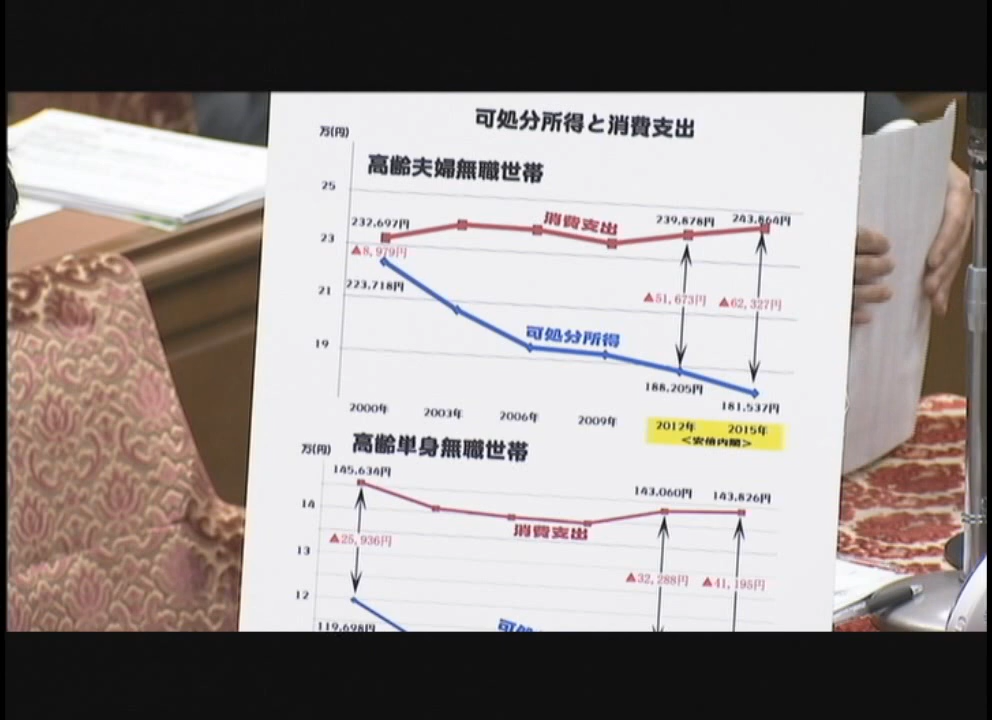 可処分所得と消費支出
万(円)
高齢夫婦無職世帯
25
232,697円
消費支出
239,878円
243,864円
23
▲8,979円
223,718円
21
▲51,673円
▲62,327円
可処分所得
19
188,205円
181,537円
2000年
2003年
2006年
2009年
2012年
2015年
<安倍内閣>
万(円)
高齢単身無職世帯
145,634円
143,060円
143,826円
14
消費支出
▲25,936円
13
▲32,288円
▲41,195円
12
119,698円